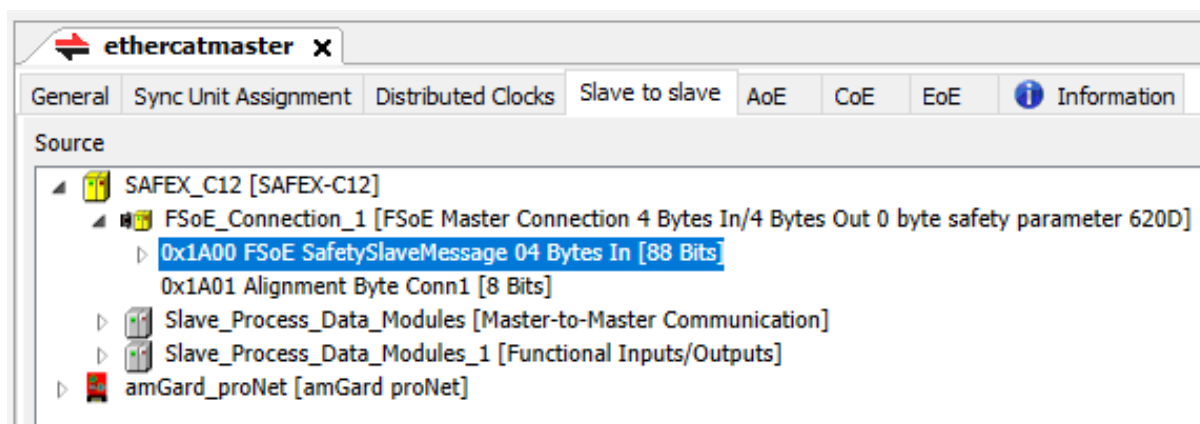 ethercatmaster x
General Sync Unit Assignment Distributed Clocks Slave to slave AoE CoE EoE i Information
Source
SAFEX_C12 [SAFEX-C12]
FSoE_Connection_1 [FSoE Master Connection 4 Bytes In/4 Bytes Out 0 byte safety parameter 620D]
0x1A00 FSoE SafetySlaveMessage 04 Bytes In [88 Bits]
0x1A01 Alignment Byte Conn1 [8 Bits]
Slave_Process_Data_Modules [Master-to-Master Communication]
Slave_Process_Data_Modules_1 [Functional Inputs/Outputs]
amGard_proNet [amGard proNet]